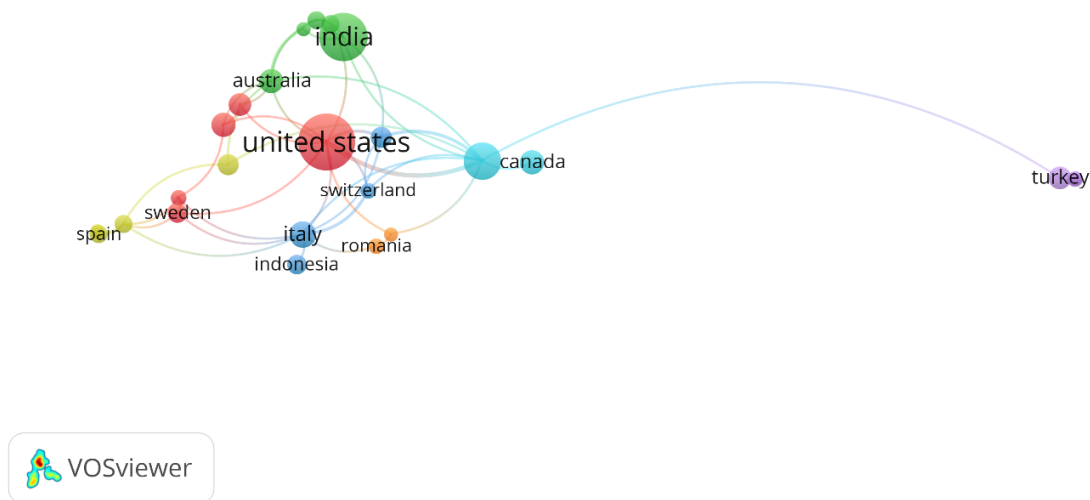 india
australia
united states
canada
turkey
switzerland
sweden
spain
italy
romania
indonesia
VOSviewer